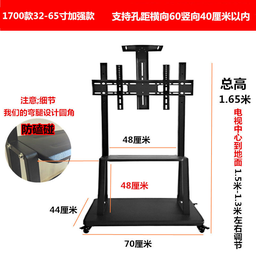 1700款32-65寸加强款
支持孔距横向60竖向40厘米以内
注意:细节
我们的弯腿设计圆角
防磕碰
总高
1.65米
电视中心到地面
1.5米-1.3米左右调节
48厘米
48厘米
44厘米
70厘米